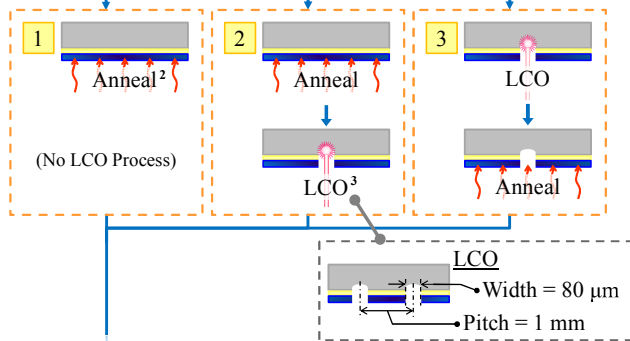 1
Anneal²
(No LCO Process)
2
Anneal
LCO³
3
LCO
Anneal
LCO
Width = 80 μm
Pitch = 1 mm